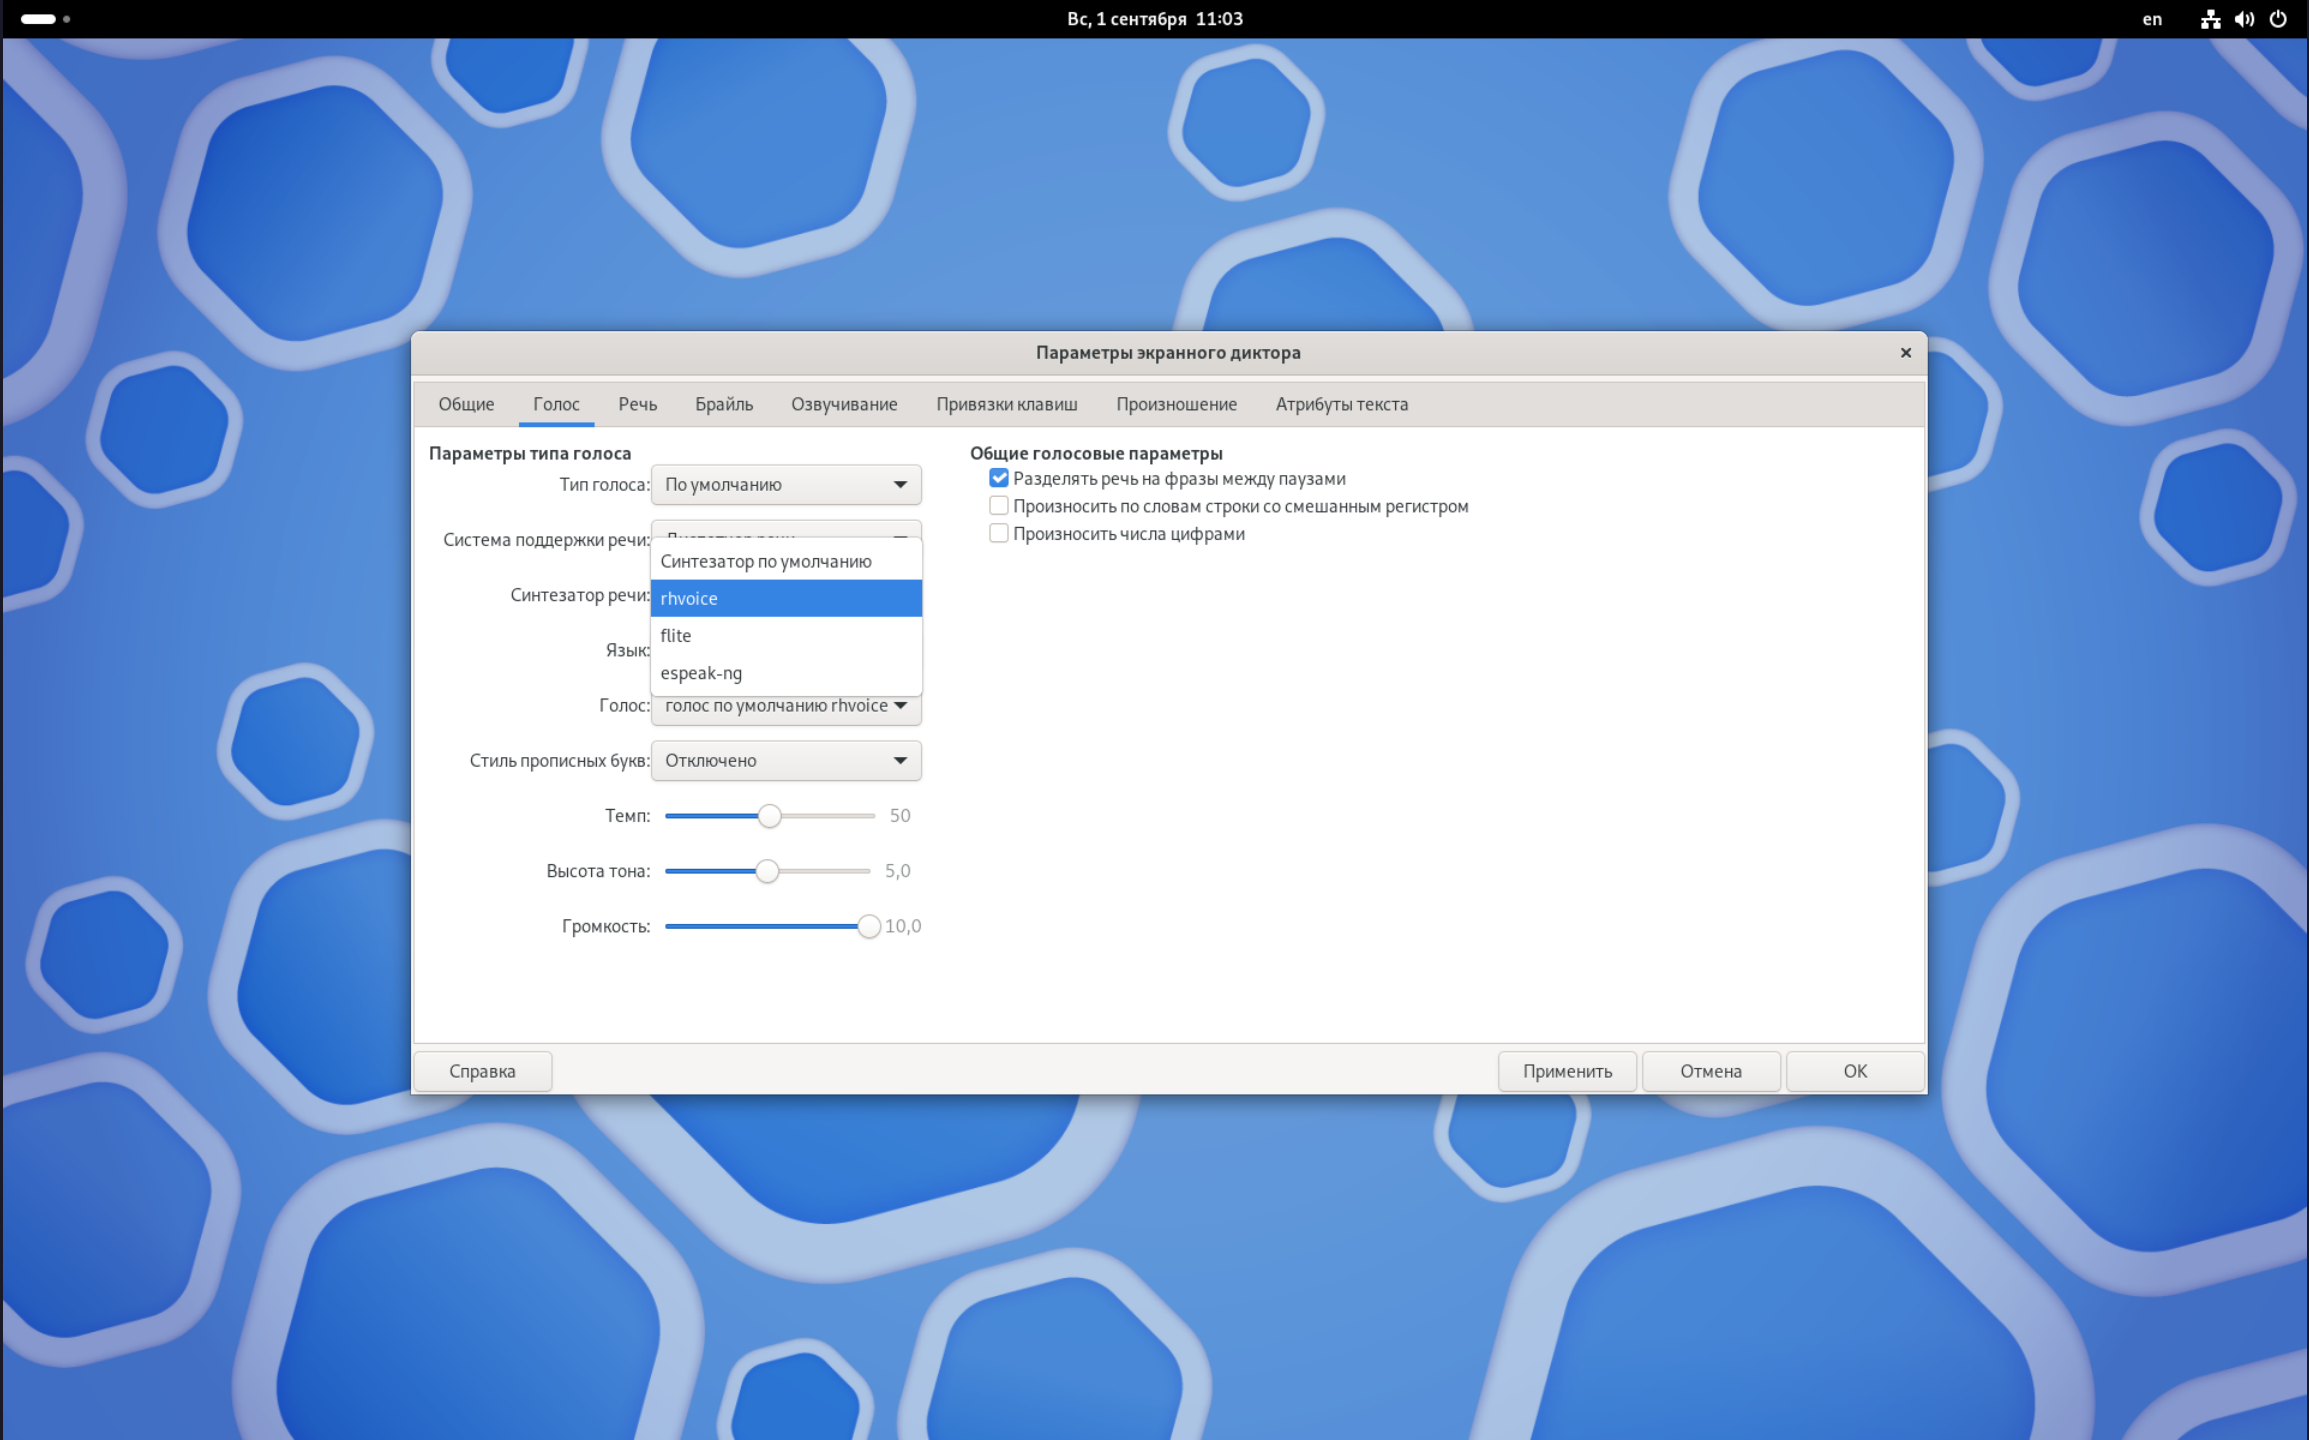 Вс, 1 сентября 11:03
en
Параметры экранного диктора
Общие Голос Речь Брайль Озвучивание Привязки клавиш Произношение Атрибуты текста
Параметры типа голоса
Тип голоса: По умолчанию
Система поддержки речи:
Синтезатор по умолчанию
Синтезатор речи: rhvoice
flite
Язык:
espeak-ng
Голос: голос по умолчанию rhvoice
Стиль прописных букв: Отключено
Темп: 50
Высота тона: 5,0
Громкость: 10,0
Общие голосовые параметры
Разделять речь на фразы между паузами
Произносить по словам строки со смешанным регистром
Произносить числа цифрами
Справка Применить Отмена OK